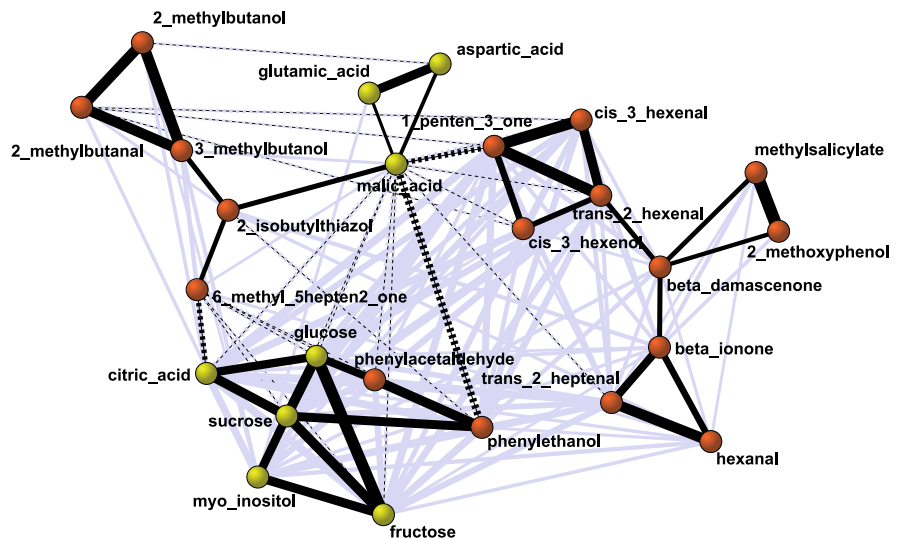 2_methylbutanol
aspartic_acid
glutamic_acid
1_penten_3_one
cis_3_hexenal
2_methylbutanal
3_methylbutanol
methylsalicylate
malic_acid
2_isobutylthiazol
trans_2_hexenal
cis_3_hexenol
2_methoxyphenol
beta_damascenone
6_methyl_5hepten2_one
glucose
citric_acid
phenylacetaldehyde
beta_ionone
trans_2_heptenal
sucrose
phenylethanol
hexanal
myo_inositol
fructose